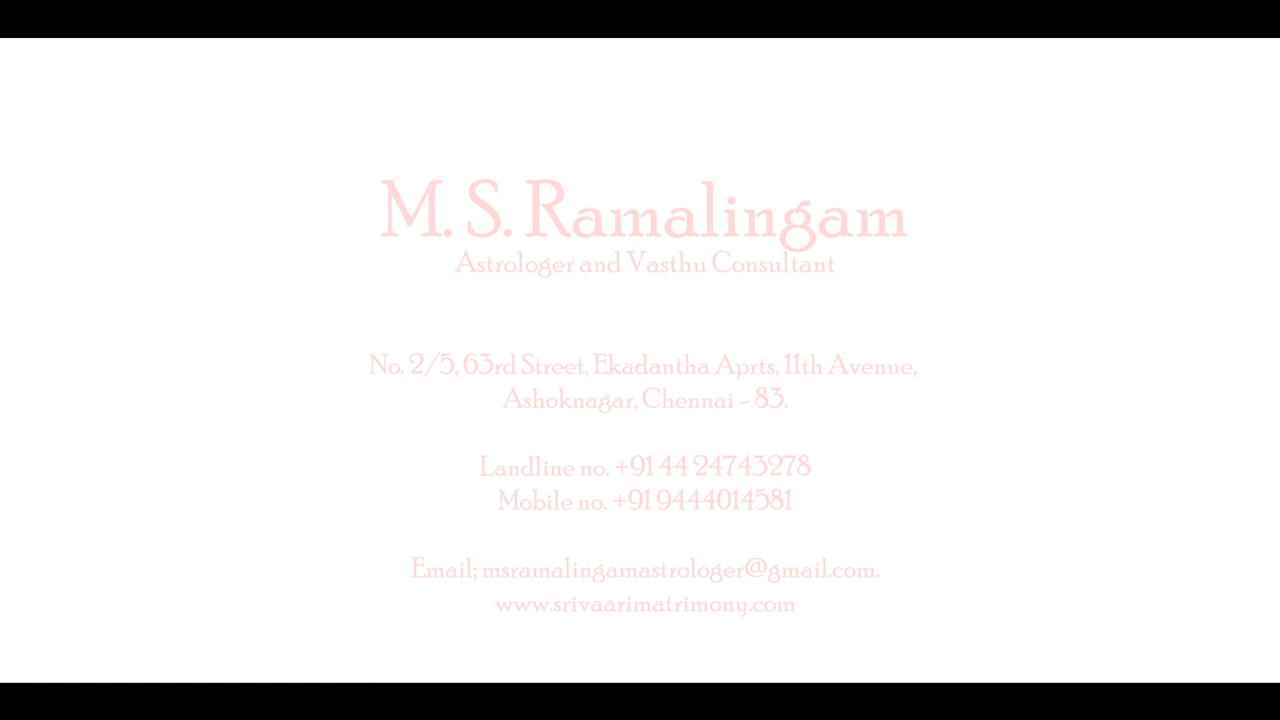 M. S. Ramalingam
Astrologer and Vasthu Consultant
No. 2/5, 63rd Street, Ekadantha Aprts, 11th Avenue,
Ashoknagar, Chennai - 83.
Landline no. +91 44 24743278
Mobile no. +91 9444014581
Email; msramalingamastrologer@gmail.com.
www.srivaarimatrimony.com